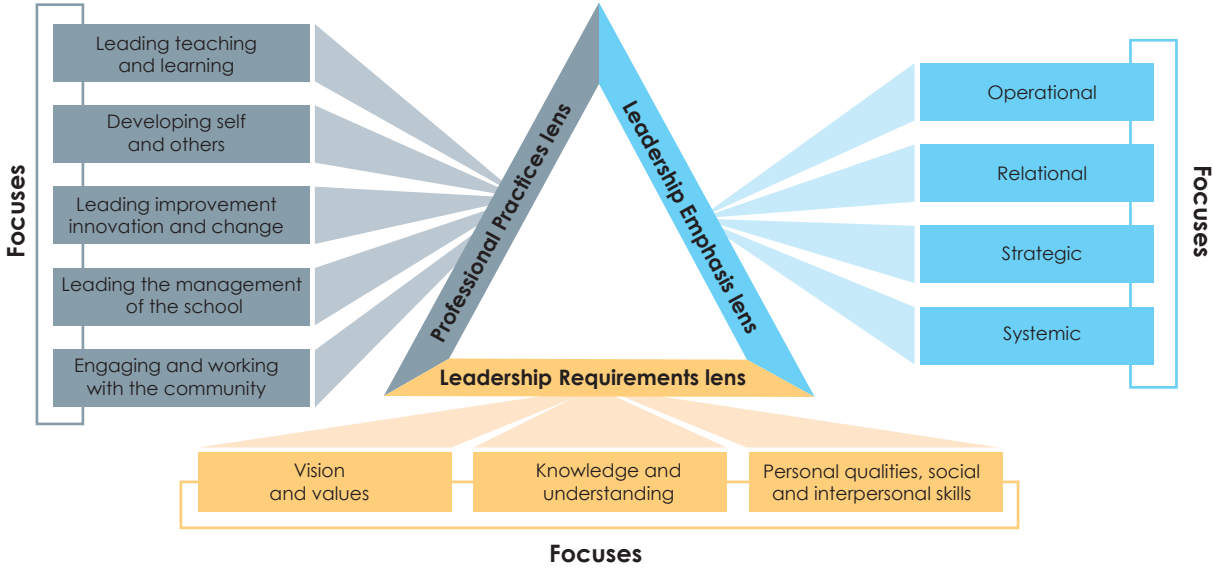 Focuses
Leading teaching
and learning
Developing self
and others
Leading improvement
innovation and change
Leading the management
of the school
Engaging and working
with the community
Professional Practices lens
Leadership Emphasis lens
Leadership Requirements lens
Operational
Relational
Strategic
Systemic
Focuses
Vision
and values
Knowledge and
understanding
Personal qualities, social
and interpersonal skills
Focuses